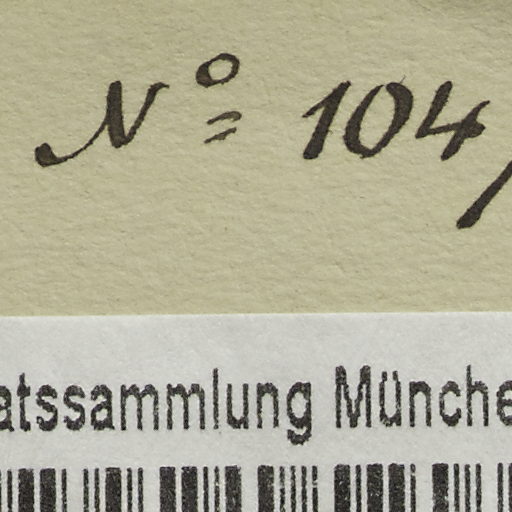 Nº 104
atssammlung Münche